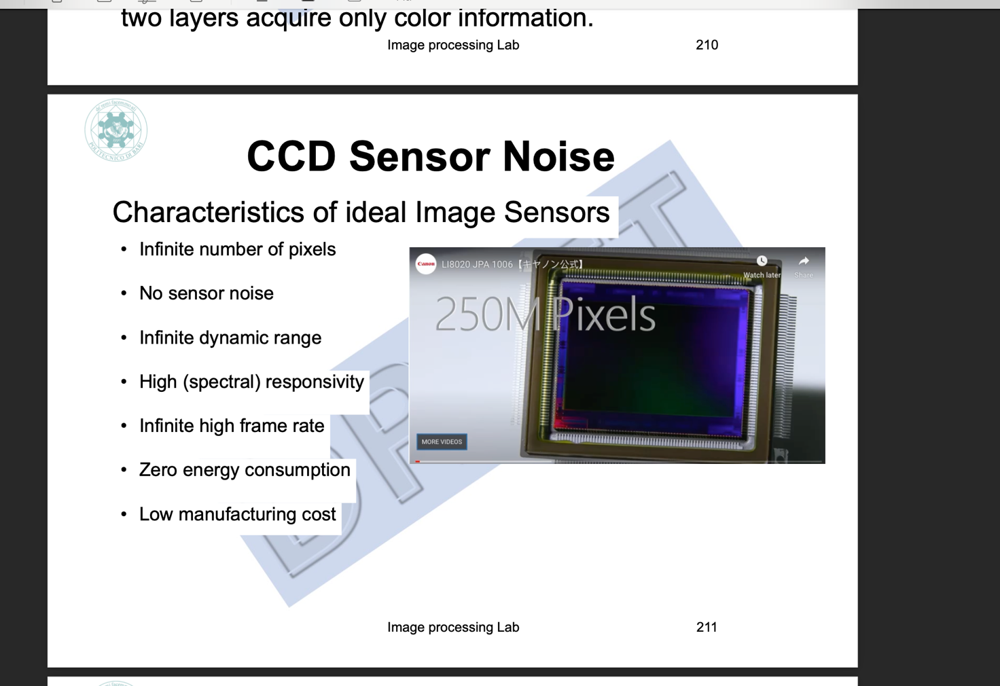 two layers acquire only color information.
Image processing Lab 210
POLITECNICO DI BARI
CCD Sensor Noise
Characteristics of ideal Image Sensors
• Infinite number of pixels
• No sensor noise
• Infinite dynamic range
• High (spectral) responsivity
• Infinite high frame rate
• Zero energy consumption
• Low manufacturing cost
Canon LI8020 JPA 1006【キヤノン公式】
Watch later Share
250M Pixels
MORE VIDEOS
Image processing Lab 211